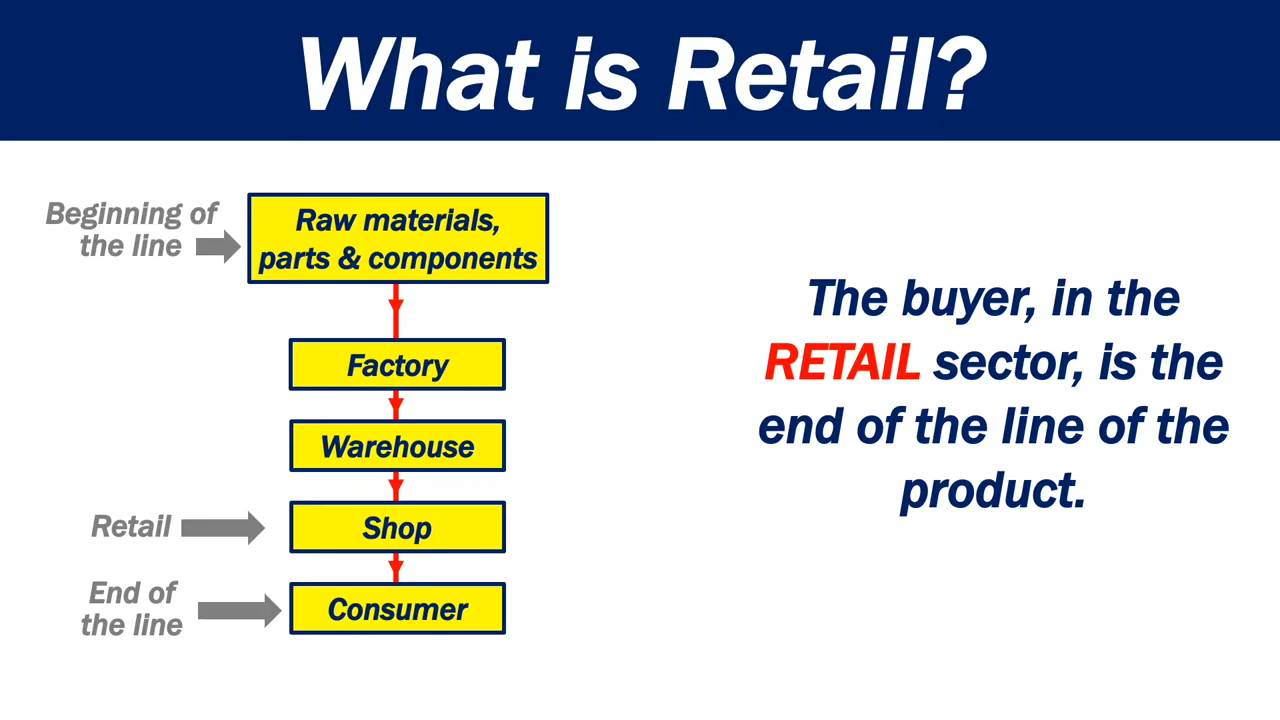 What is Retail?
Beginning of
the line
Raw materials,
parts & components
Factory
Warehouse
Retail
Shop
End of
the line
Consumer
The buyer, in the
RETAIL sector, is the
end of the line of the
product.